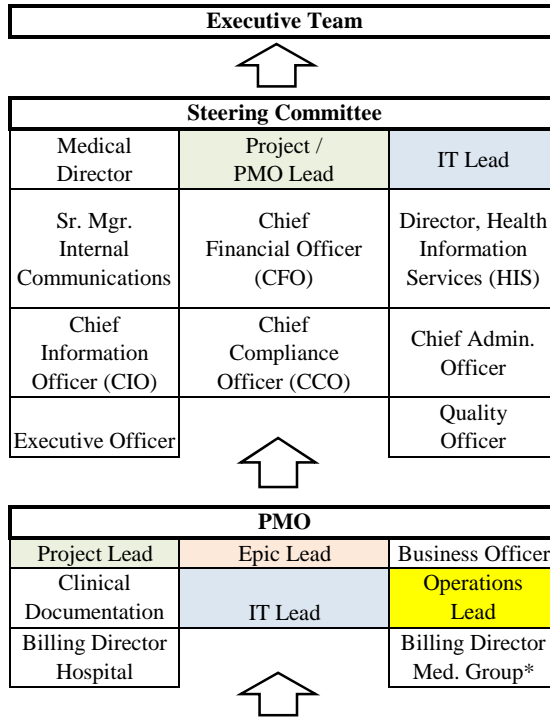 Executive Team
Steering Committee
Medical
Director
Project /
PMO Lead
IT Lead
Sr. Mgr.
Internal
Communications
Chief
Financial Officer
(CFO)
Director, Health
Information
Services (HIS)
Chief
Information
Officer (CIO)
Chief
Compliance
Officer (CCO)
Chief Admin.
Officer
Executive Officer
Quality
Officer
PMO
Project Lead
Epic Lead
Business Officer
Clinical
Documentation
IT Lead
Operations
Lead
Billing Director
Hospital
Billing Director
Med. Group*